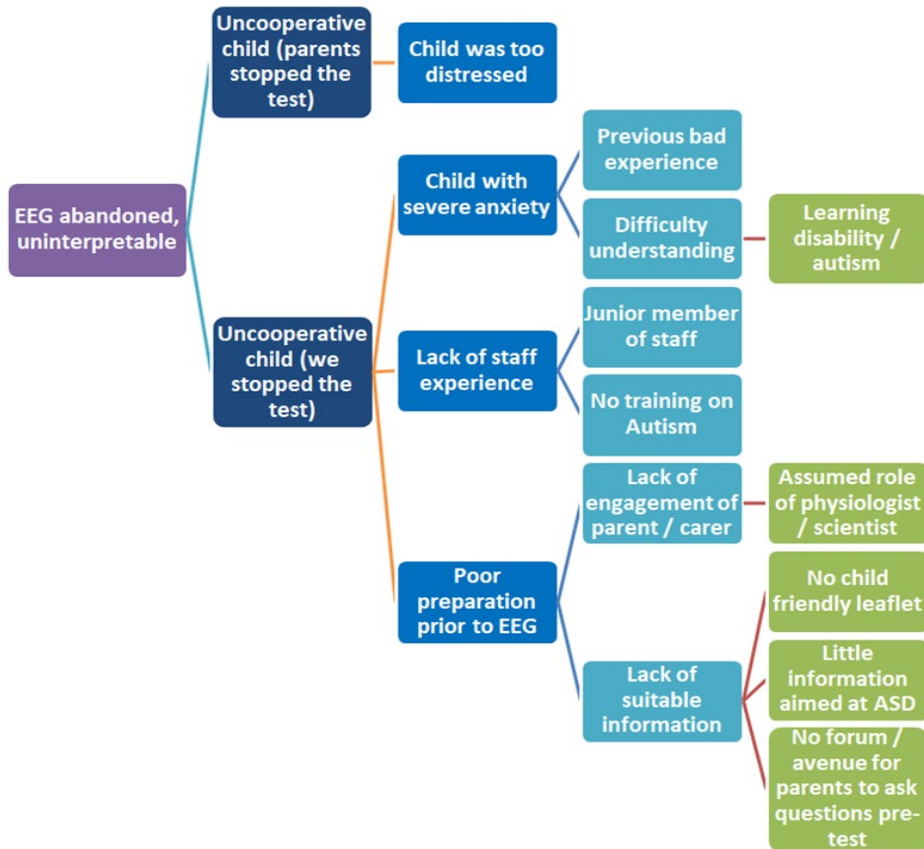 EEG abandoned,
uninterpretable
Uncooperative
child (parents
stopped the
test)
Child was too
distressed
Uncooperative
child (we
stopped the
test)
Child with
severe anxiety
Previous bad
experience
Difficulty
understanding
Learning
disability /
autism
Lack of staff
experience
Junior member
of staff
No training on
Autism
Poor
preparation
prior to EEG
Lack of
engagement of
parent / carer
Assumed role
of physiologist
/ scientist
Lack of
suitable
information
No child
friendly leaflet
Little
information
aimed at ASD
No forum /
avenue for
parents to ask
questions pre-
test